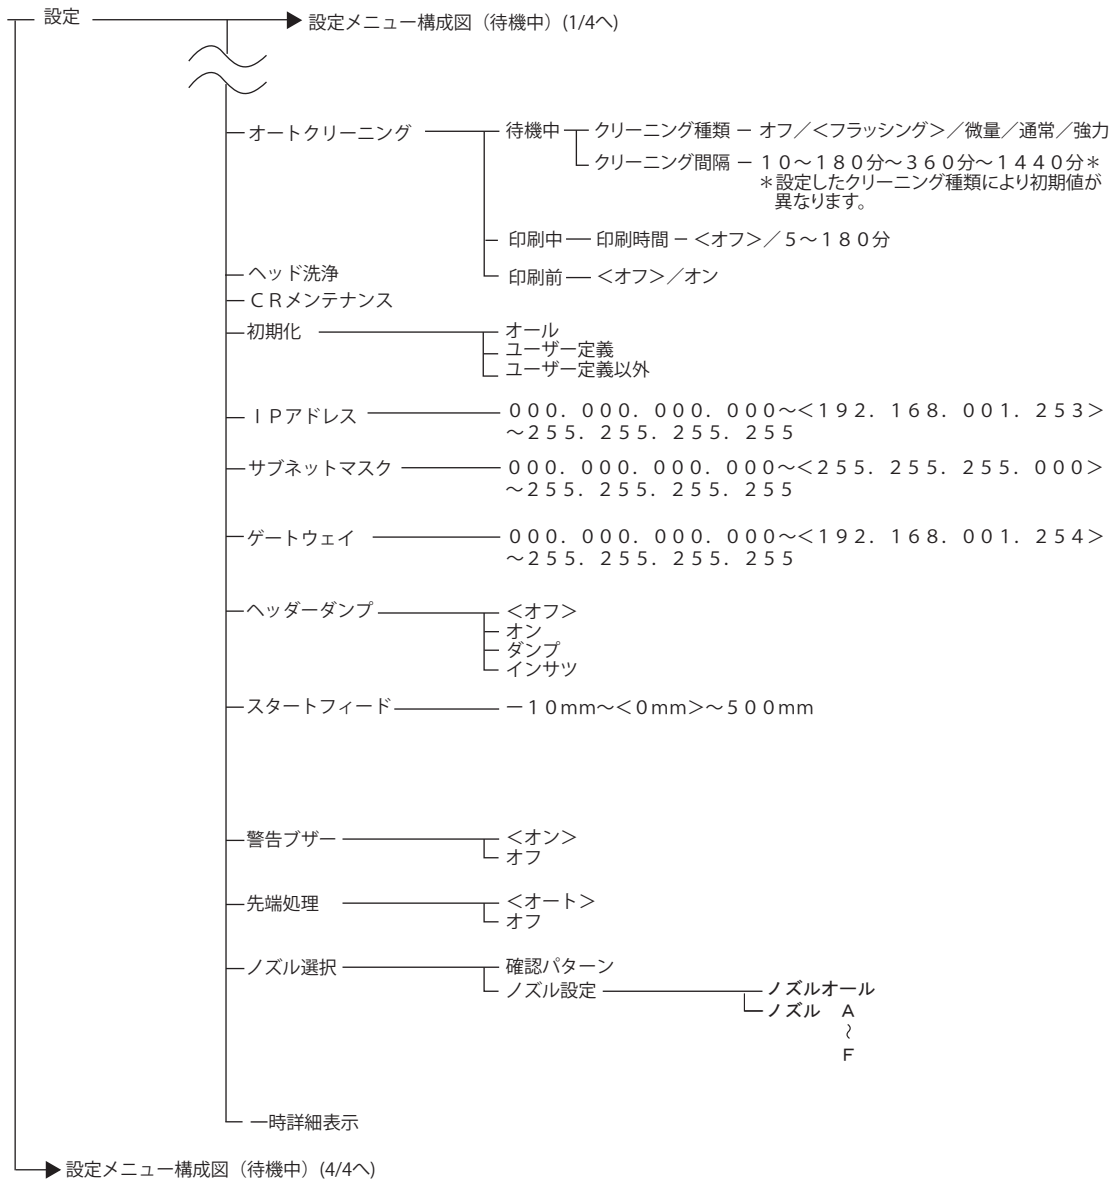 設定
設定メニュー構成図（待機中）(1/4へ)
オートクリーニング
待機中
クリーニング種類 － オフ／＜フラッシング＞／微量／通常／強力
クリーニング間隔 － １０～１８０分～３６０分～１４４０分＊
＊設定したクリーニング種類により初期値が
異なります。
印刷中
印刷時間 － ＜オフ＞／５～１８０分
印刷前
＜オフ＞／オン
ヘッド洗浄
ＣＲメンテナンス
初期化
オール
ユーザー定義
ユーザー定義以外
ＩＰアドレス
０００．０００．０００．０００～＜１９２．１６８．００１．２５３＞
～２５５．２５５．２５５．２５５
サブネットマスク
０００．０００．０００．０００～＜２５５．２５５．２５５．０００＞
～２５５．２５５．２５５．２５５
ゲートウェイ
０００．０００．０００．０００～＜１９２．１６８．００１．２５４＞
～２５５．２５５．２５５．２５５
ヘッダーダンプ
＜オフ＞
オン
ダンプ
インサツ
スタートフィード
－１０mm～＜０mm＞～５００mm
警告ブザー
＜オン＞
オフ
先端処理
＜オート＞
オフ
ノズル選択
確認パターン
ノズル設定
ノズルオール
ノズル　Ａ
～
Ｆ
一時詳細表示
設定メニュー構成図（待機中）(4/4へ)